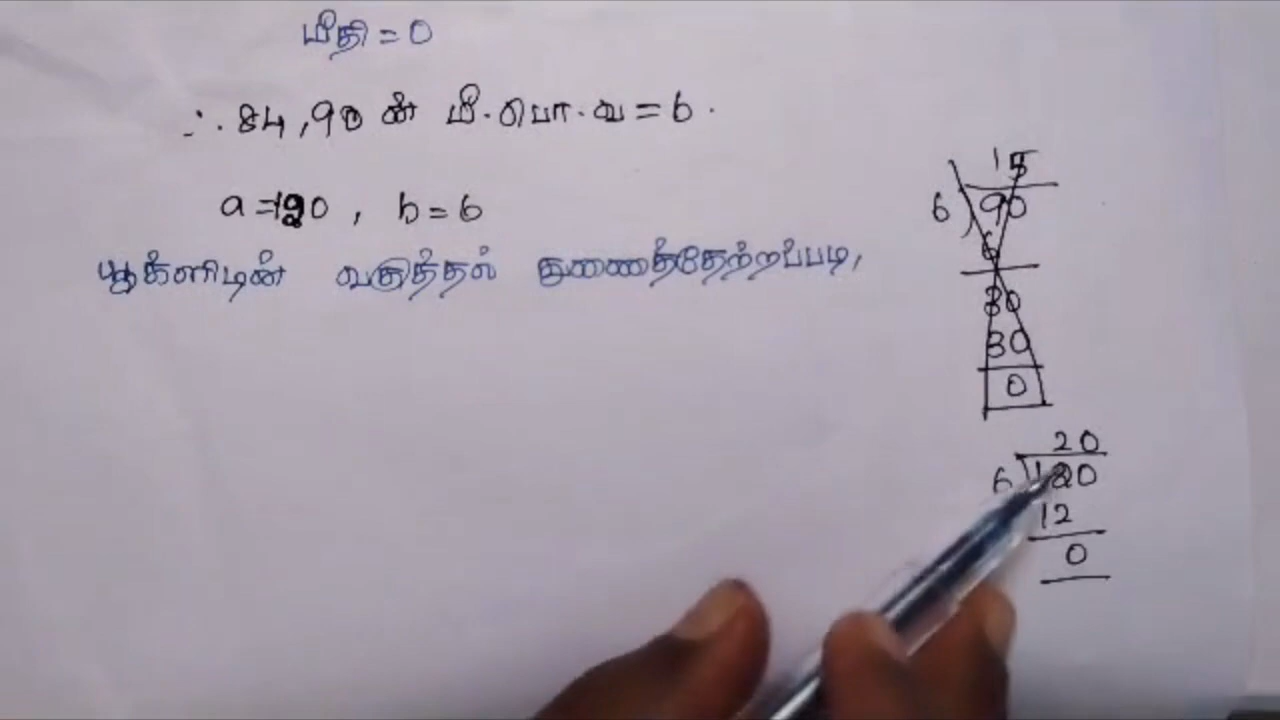 மீதி = 0
∴ 84, 90 ன் மீ.பொ.வ = 6.
a = 120, b = 6
யூக்ளிடின் வகுத்தல் துணைத்தேற்றப்படி,
15
6 ) 90
6
30
30
0
20
6 ) 120
12
0